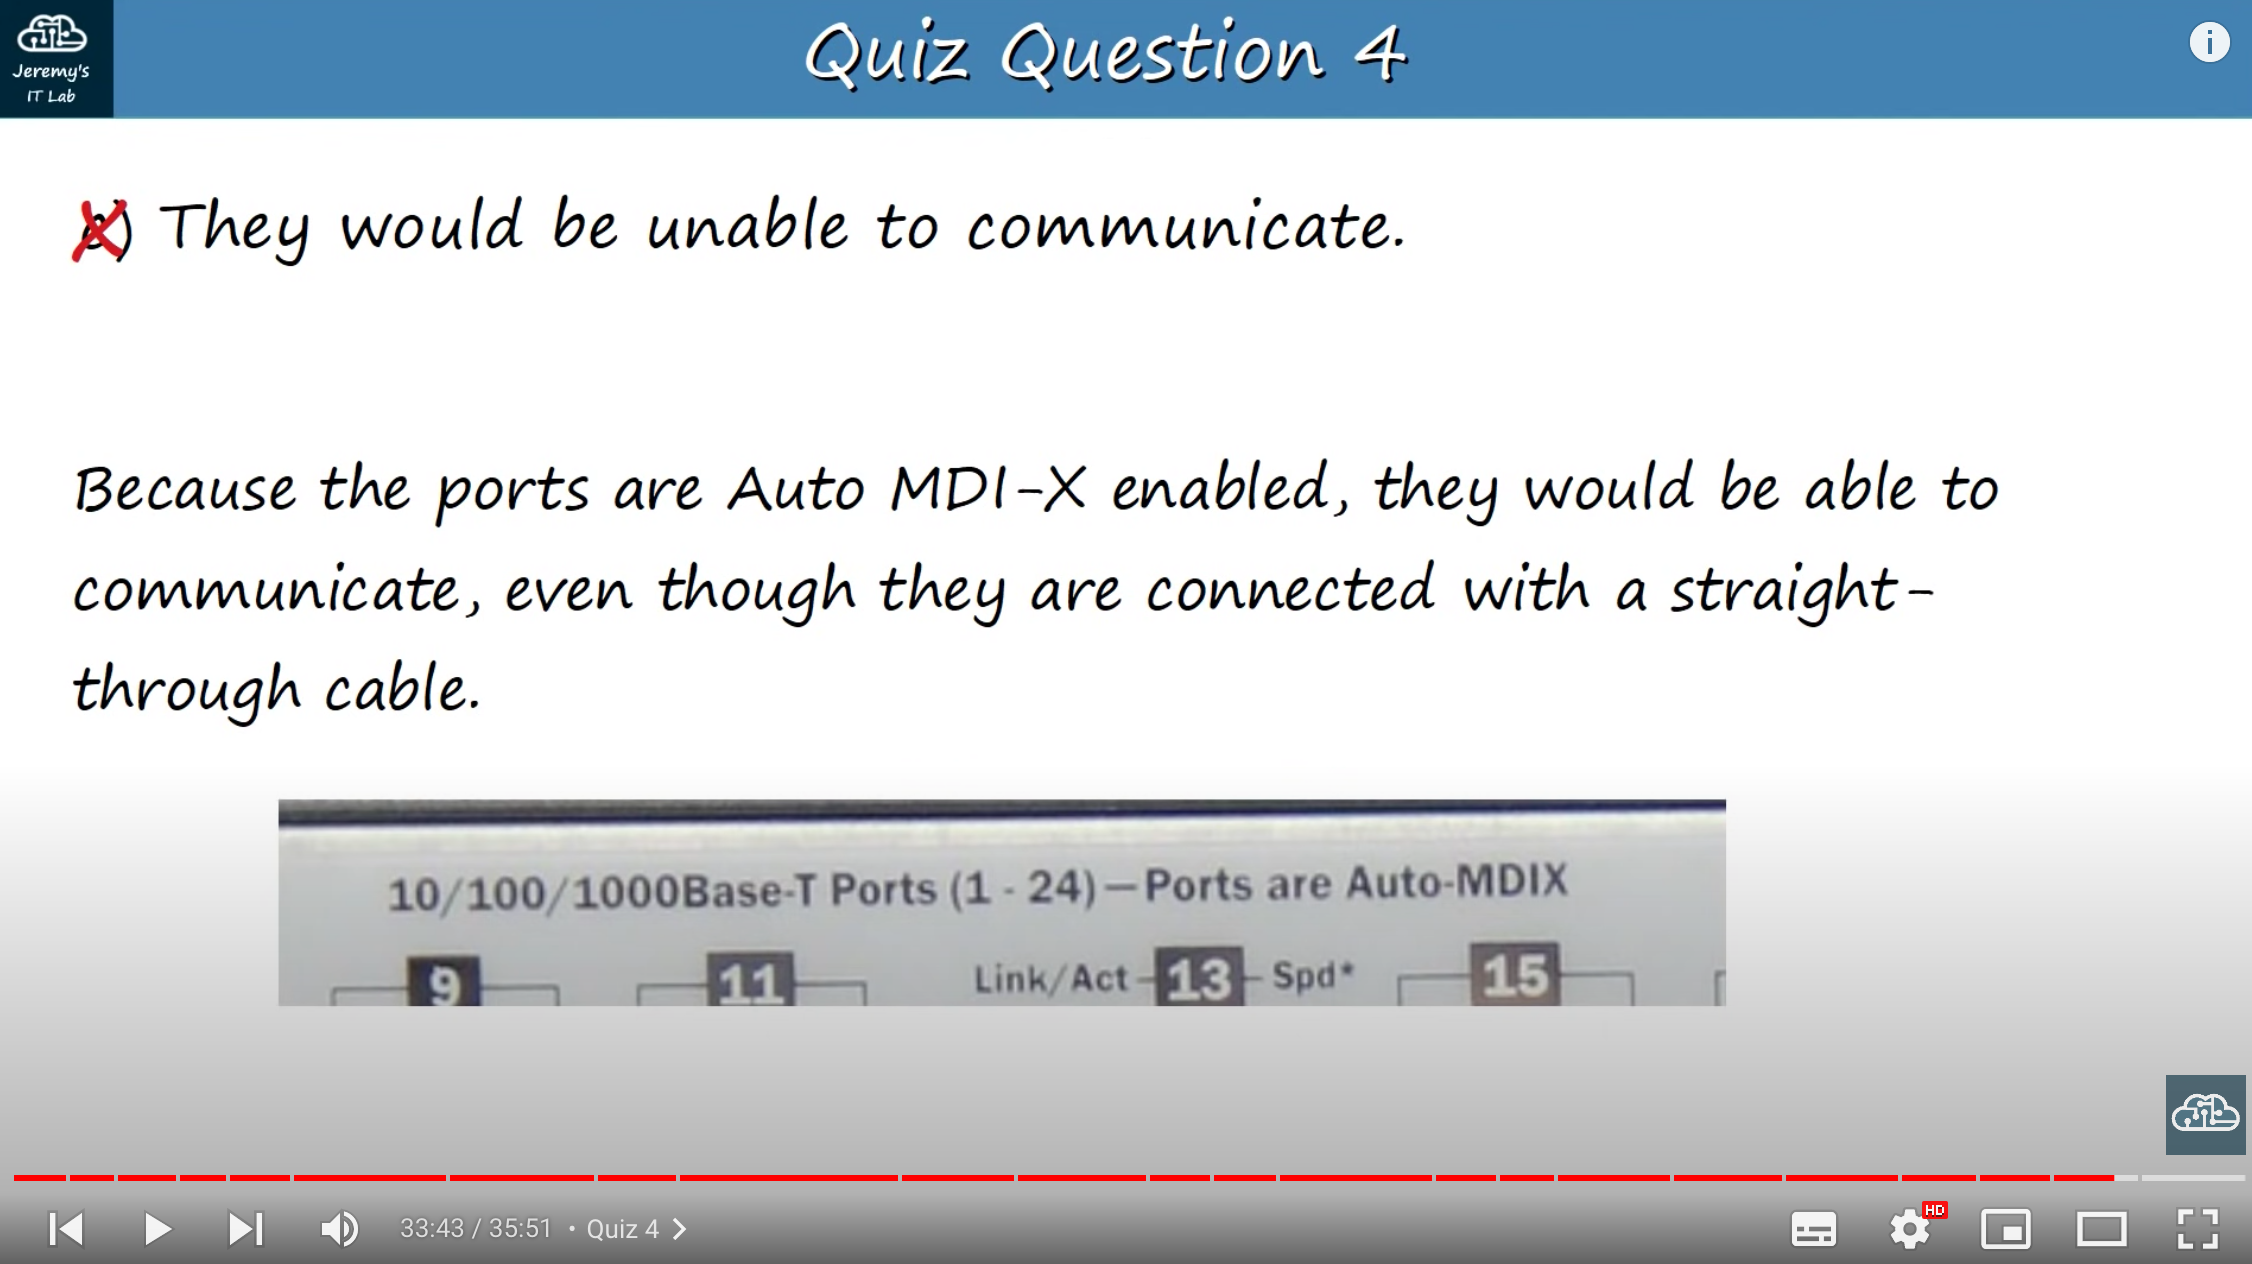 Jeremy's
IT Lab
Quiz Question 4
) They would be unable to communicate.
Because the ports are Auto MDI-X enabled, they would be able to
communicate, even though they are connected with a straight-
through cable.
10/100/1000Base-T Ports (1 - 24)—Ports are Auto-MDIX
9 11 Link/Act 13 Spd* 15
HD
33:43 / 35:51 • Quiz 4